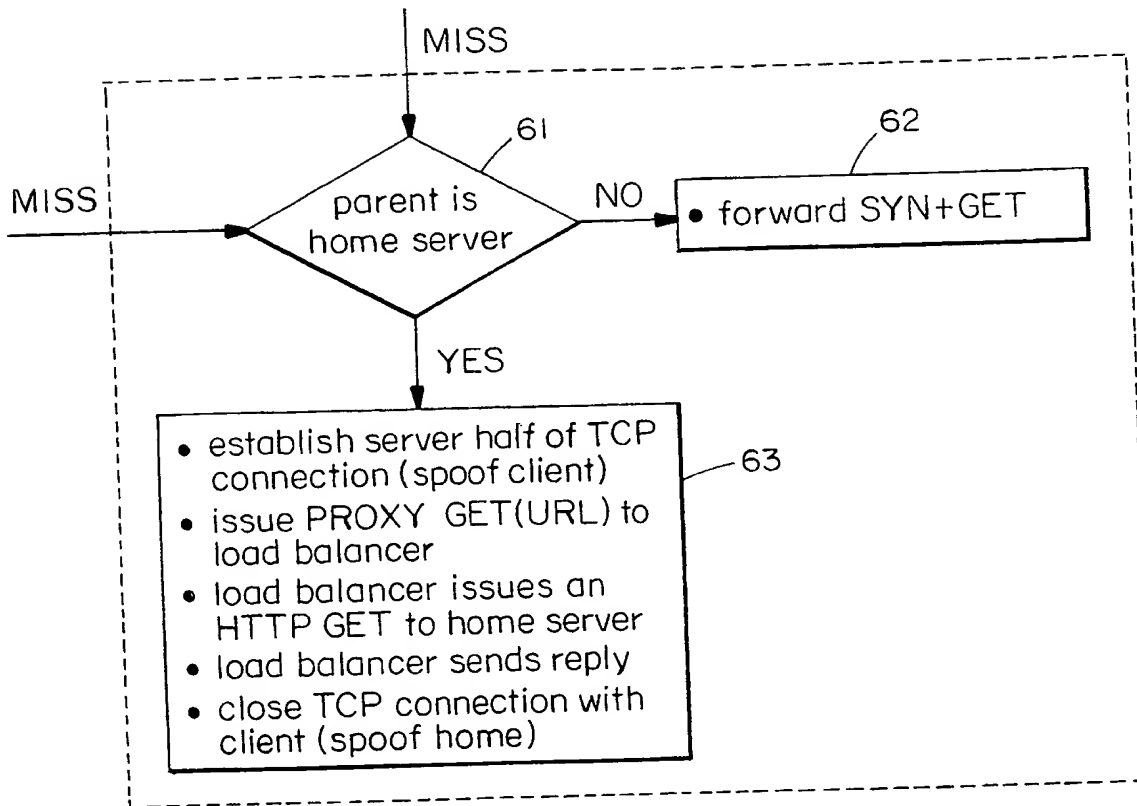 MISS
61
62
MISS
parent is
home server
NO
• forward SYN+GET
YES
• establish server half of TCP
connection (spoof client)
• issue PROXY GET(URL) to
load balancer
• load balancer issues an
HTTP GET to home server
• load balancer sends reply
• close TCP connection with
client (spoof home)
63